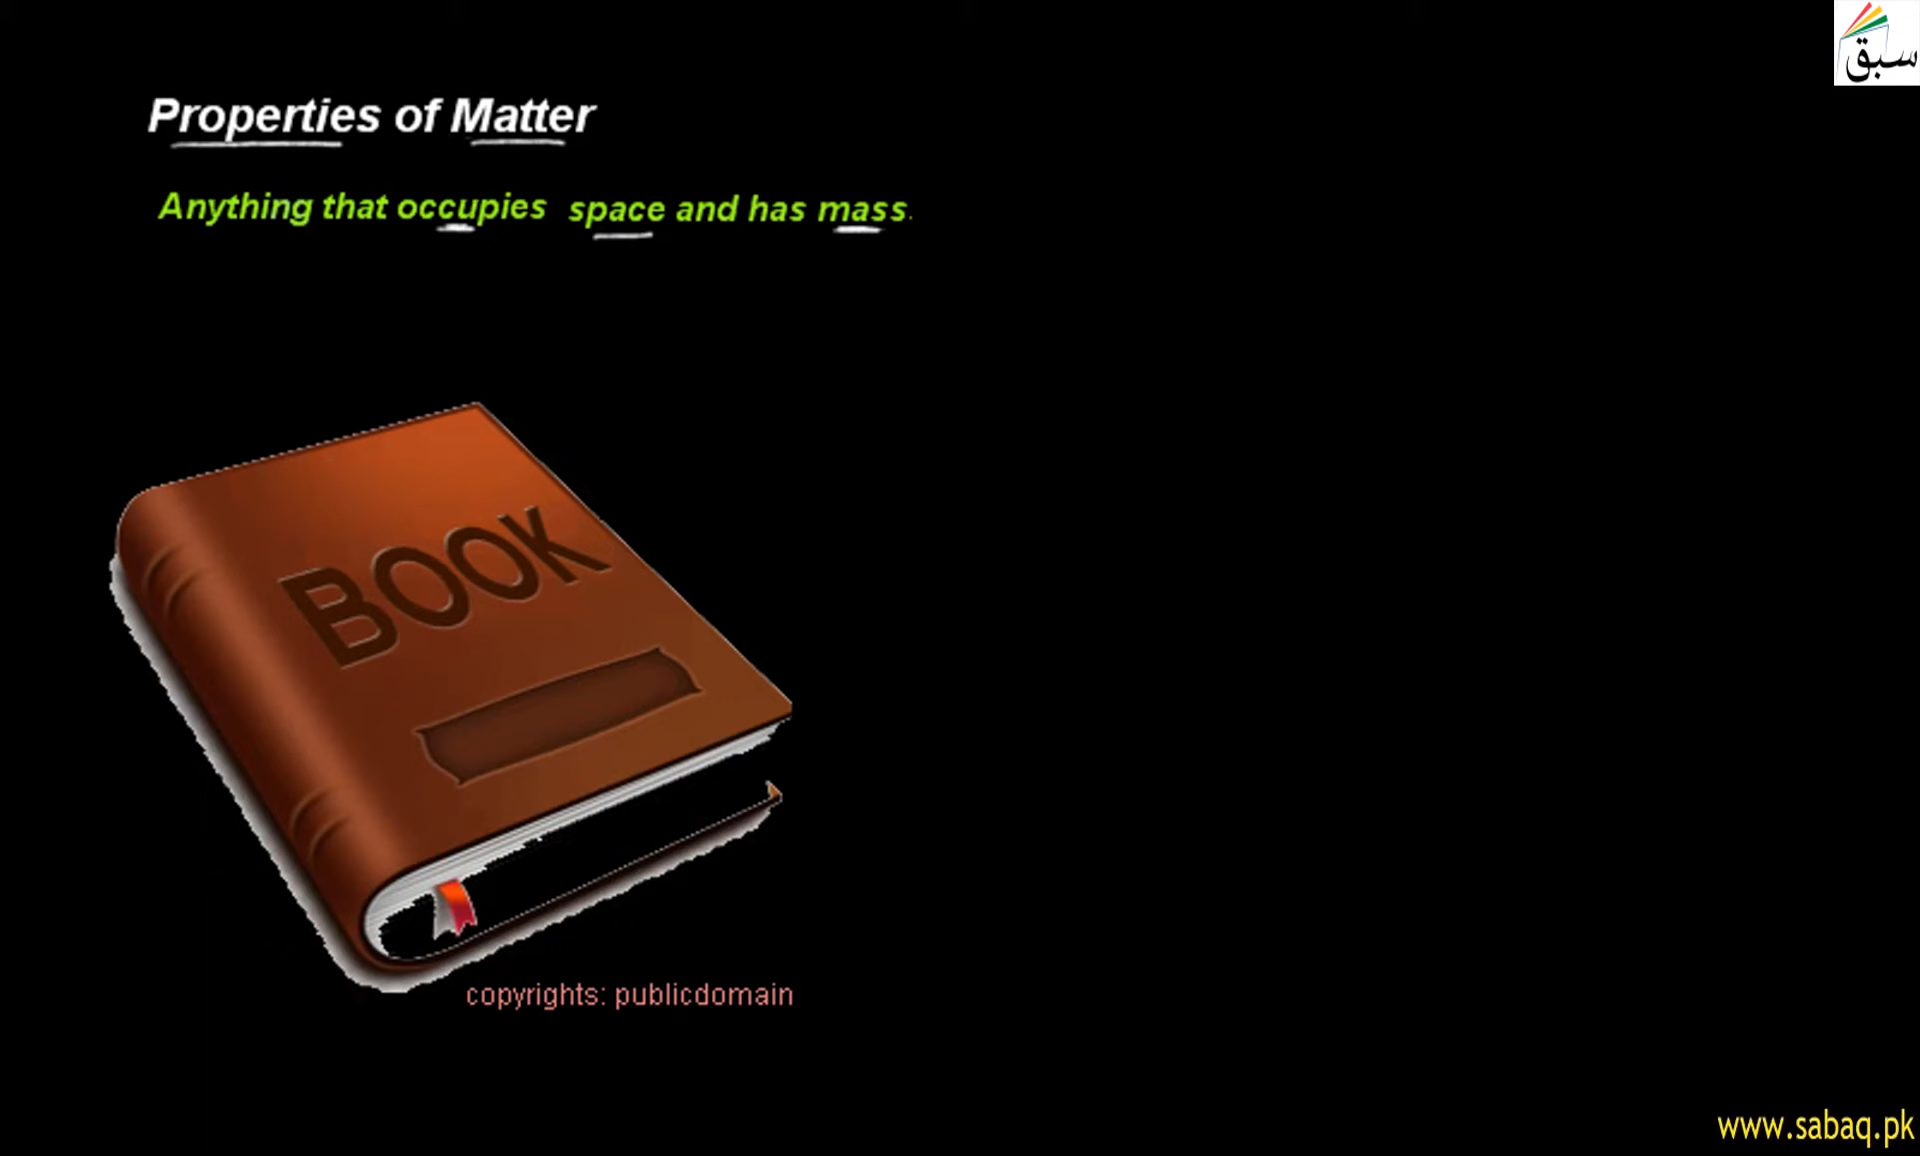 سبق
Properties of Matter
Anything that occupies space and has mass.
BOOK
copyrights: publicdomain
www.sabaq.pk